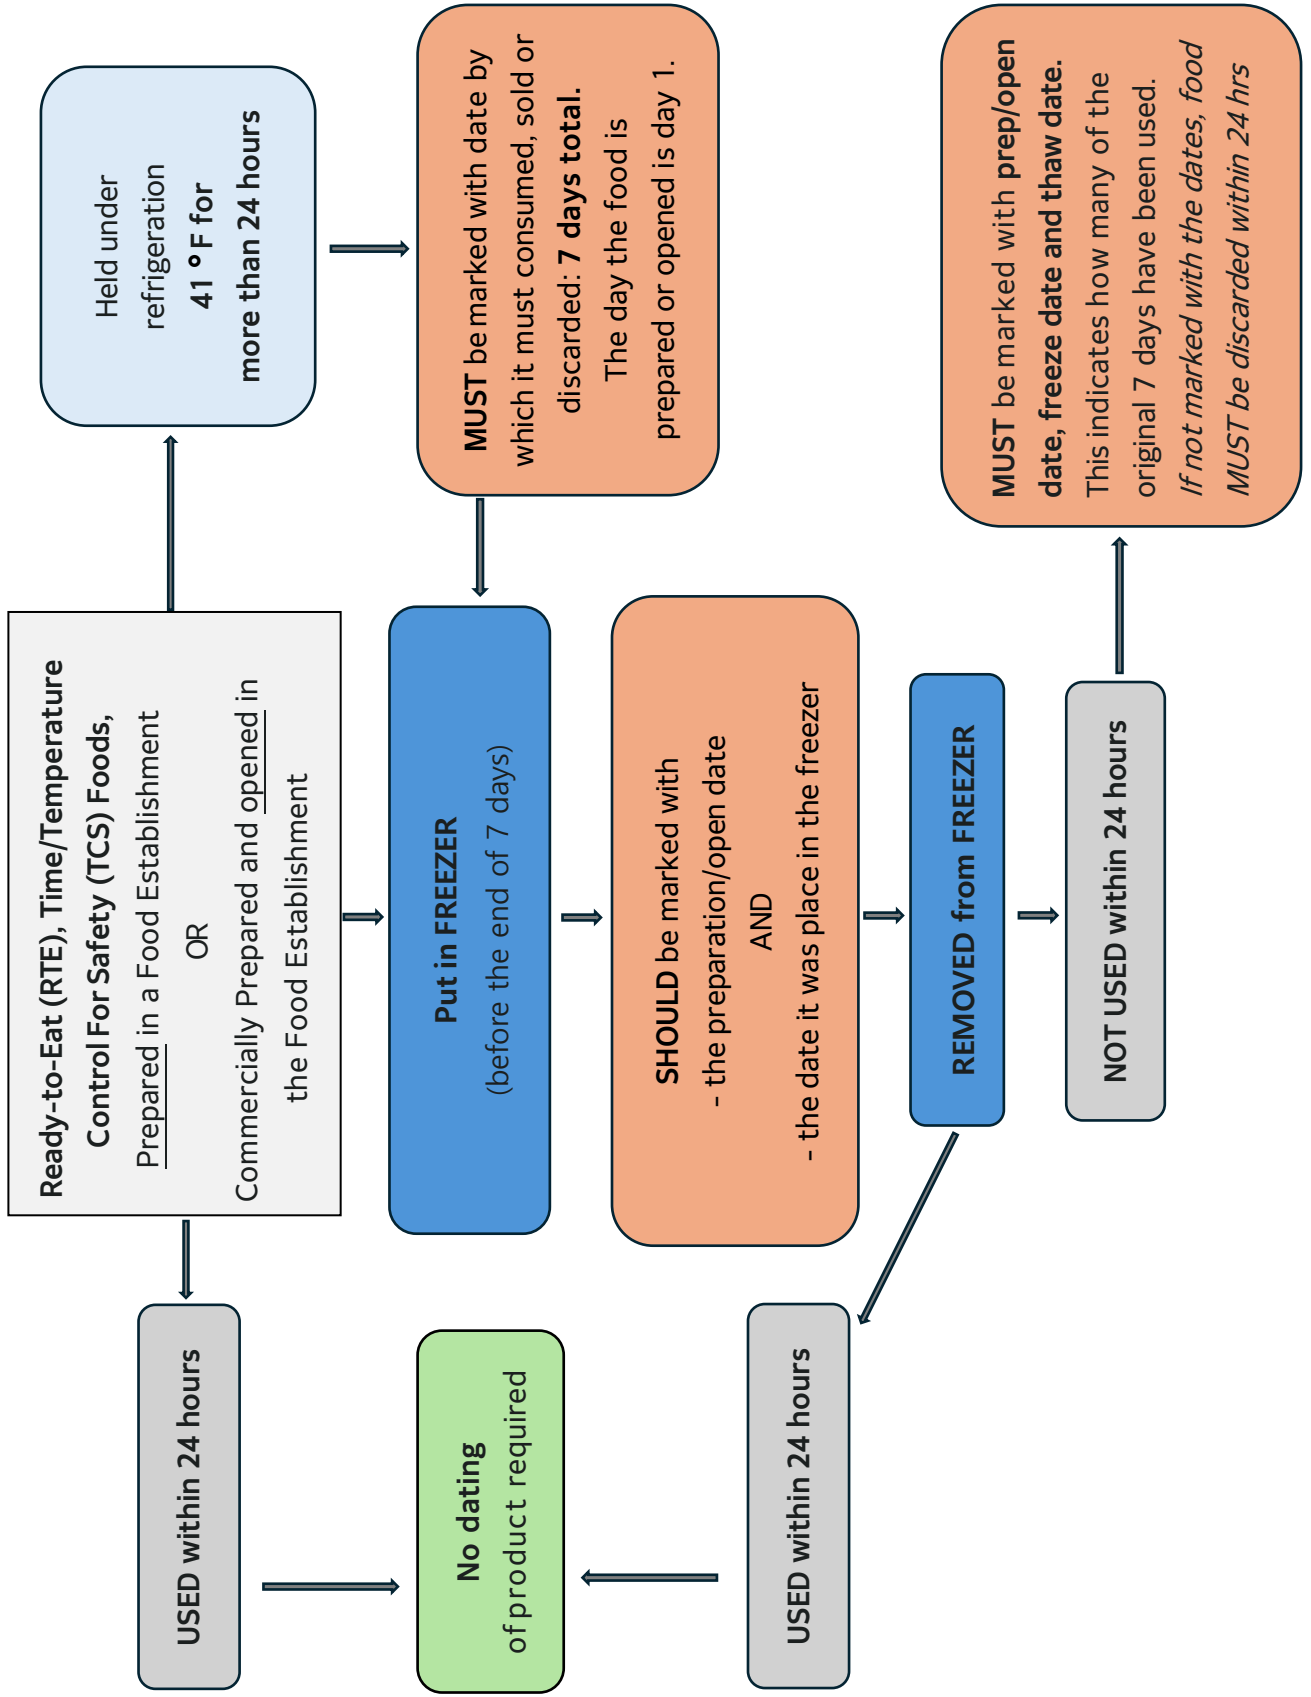 Ready-to-Eat (RTE), Time/Temperature
Control For Safety (TCS) Foods,
Prepared in a Food Establishment
OR
Commercially Prepared and opened in
the Food Establishment
USED within 24 hours
No dating
of product required
Held under
refrigeration
41 °F for
more than 24 hours
MUST be marked with date by
which it must consumed, sold or
discarded: 7 days total.
The day the food is
prepared or opened is day 1.
Put in FREEZER
(before the end of 7 days)
SHOULD be marked with
- the preparation/open date
AND
- the date it was place in the freezer
REMOVED from FREEZER
USED within 24 hours
NOT USED within 24 hours
MUST be marked with prep/open
date, freeze date and thaw date.
This indicates how many of the
original 7 days have been used.
If not marked with the dates, food
MUST be discarded within 24 hrs